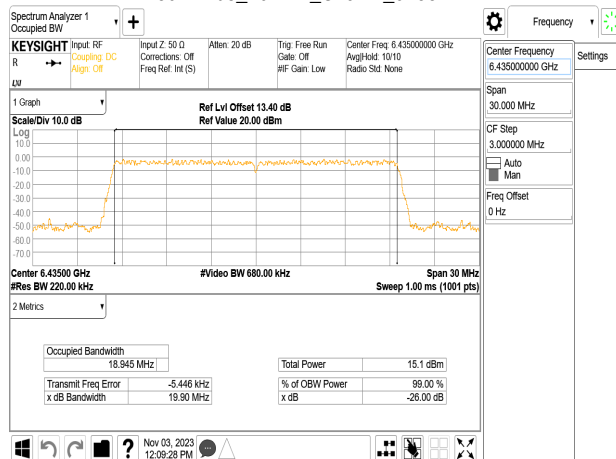 Spectrum Analyzer 1
Occupied BW
Frequency
KEYSIGHT
Input: RF
Coupling: DC
Align: Off
Input Z: 50 Ω
Corrections: Off
Freq Ref: Int (S)
Atten: 20 dB
Trig: Free Run
Gate: Off
#IF Gain: Low
Center Freq: 6.435000000 GHz
Avg|Hold: 10/10
Radio Std: None
R
LXI
Center Frequency
6.435000000 GHz
Settings
Span
30.000 MHz
CF Step
3.000000 MHz
Auto
Man
Freq Offset
0 Hz
1 Graph
Scale/Div 10.0 dB
Ref Lvl Offset 13.40 dB
Ref Value 20.00 dBm
Log
10.0
0.00
-10.0
-20.0
-30.0
-40.0
-50.0
-60.0
-70.0
Center 6.43500 GHz
#Video BW 680.00 kHz
Span 30 MHz
#Res BW 220.00 kHz
Sweep 1.00 ms (1001 pts)
2 Metrics
Occupied Bandwidth
18.945 MHz
Total Power 15.1 dBm
Transmit Freq Error -5.446 kHz
% of OBW Power 99.00 %
x dB Bandwidth 19.90 MHz
x dB -26.00 dB
?
Nov 03, 2023
12:09:28 PM